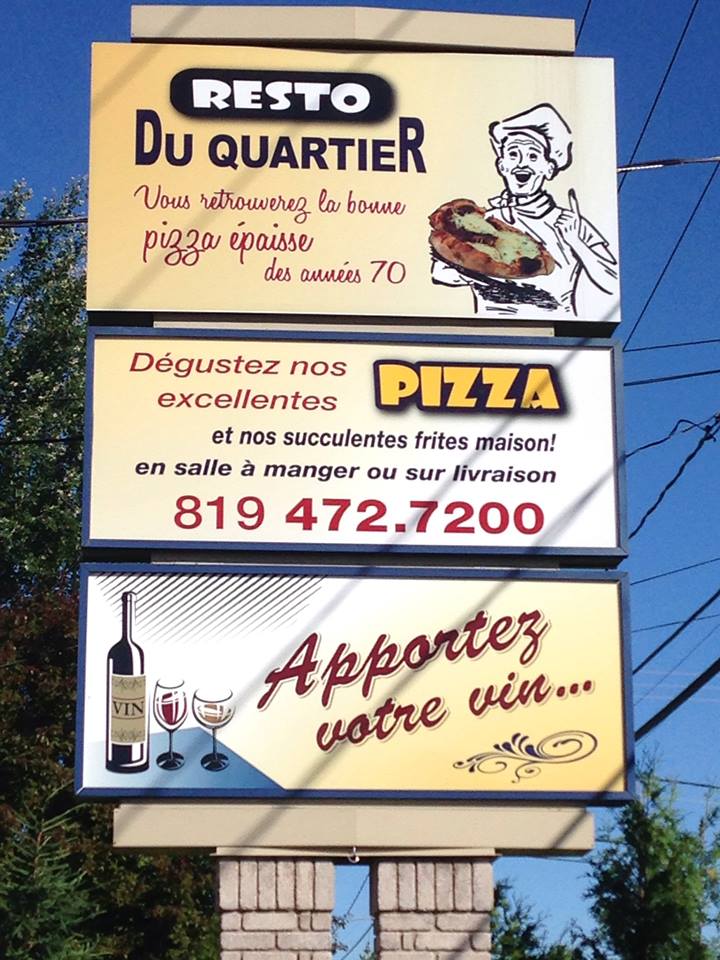 RESTO
DU QUARTIER
Vous retrouverez la bonne
pizza épaisse
des années 70
Dégustez nos
excellentes
PIZZA
et nos succulentes frites maison!
en salle à manger ou sur livraison
819 472.7200
VIN
Apportez
votre vin...